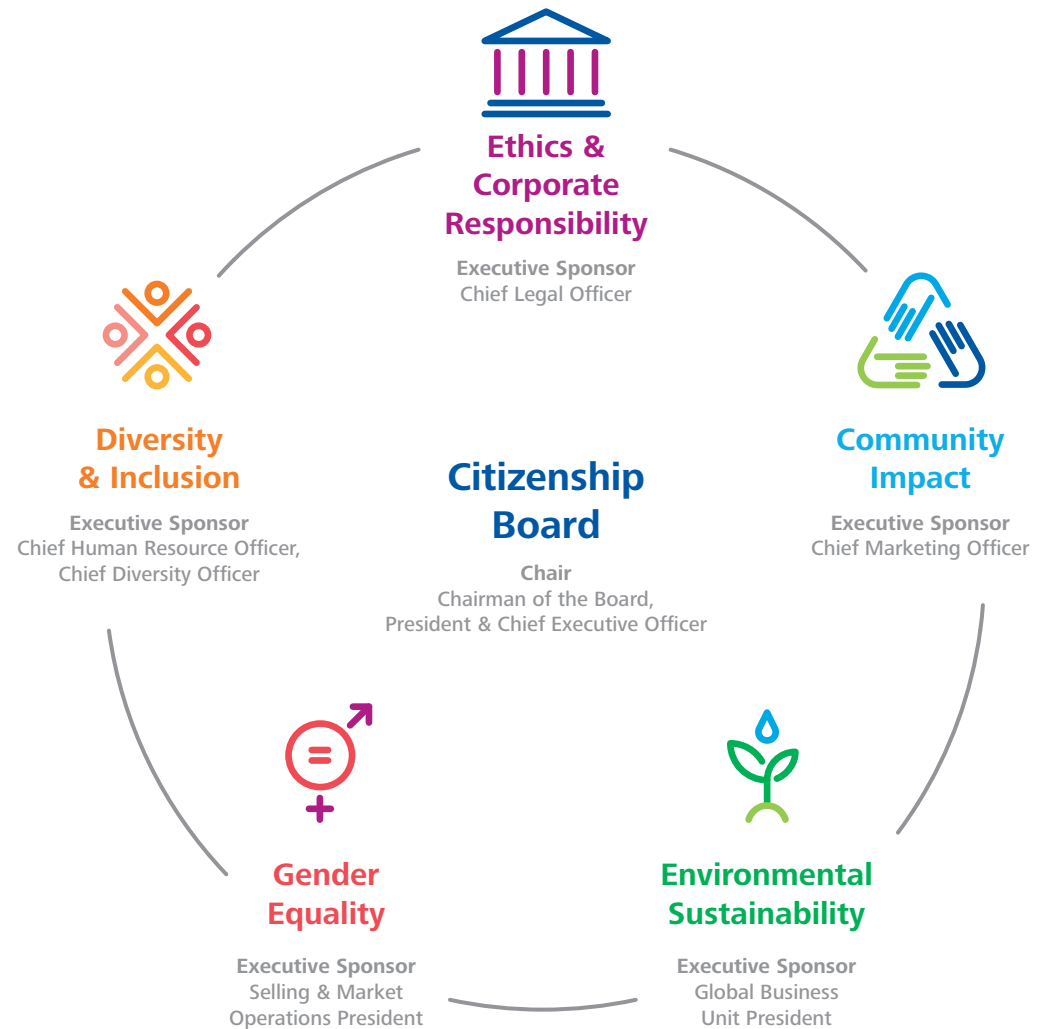 Ethics &
Corporate
Responsibility
Executive Sponsor
Chief Legal Officer
Diversity
& Inclusion
Executive Sponsor
Chief Human Resource Officer,
Chief Diversity Officer
Citizenship
Board
Chair
Chairman of the Board,
President & Chief Executive Officer
Community
Impact
Executive Sponsor
Chief Marketing Officer
Gender
Equality
Executive Sponsor
Selling & Market
Operations President
Environmental
Sustainability
Executive Sponsor
Global Business
Unit President